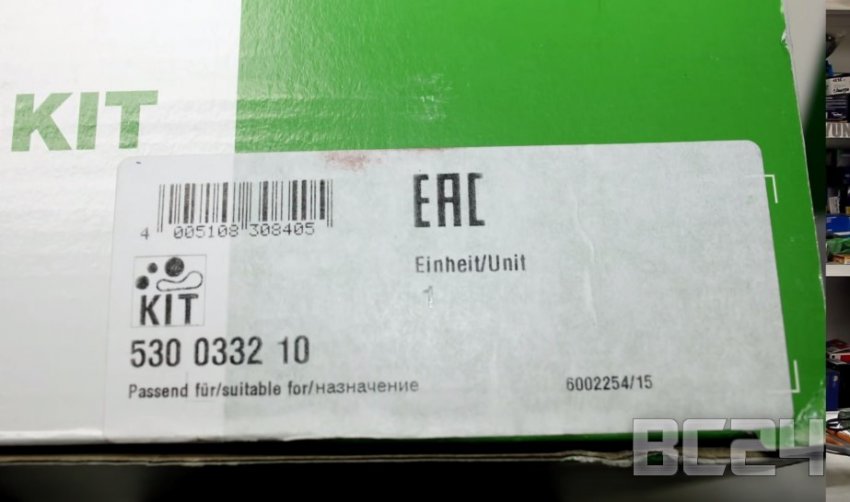 KIT
EAC
4 005108 308405
Einheit/Unit
1
KIT
530 0332 10
Passend für/suitable for/назначение
6002254/15
BC24